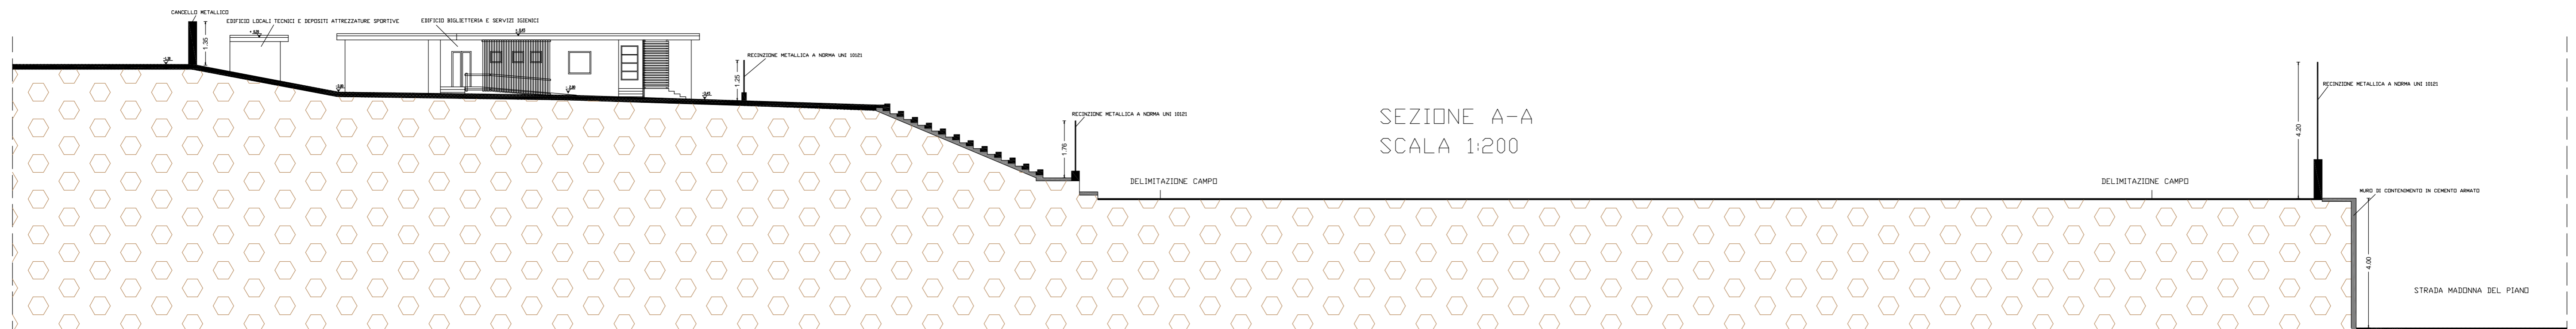 CANCELLO METALLICO
EDIFICIO LOCALI TECNICI E DEPOSITI ATTREZZATURE SPORTIVE
EDIFICIO BIGLIETTERIA E SERVIZI IGIENICI
1.35
RECINZIONE METALLICA A NORMA UNI 10121
1.25
RECINZIONE METALLICA A NORMA UNI 10121
1.76
SEZIONE A-A
SCALA 1:200
RECINZIONE METALLICA A NORMA UNI 10121
4.20
DELIMITAZIONE CAMPO
DELIMITAZIONE CAMPO
MURO DI CONTENIMENTO IN CEMENTO ARMATO
4.00
STRADA MADONNA DEL PIANO